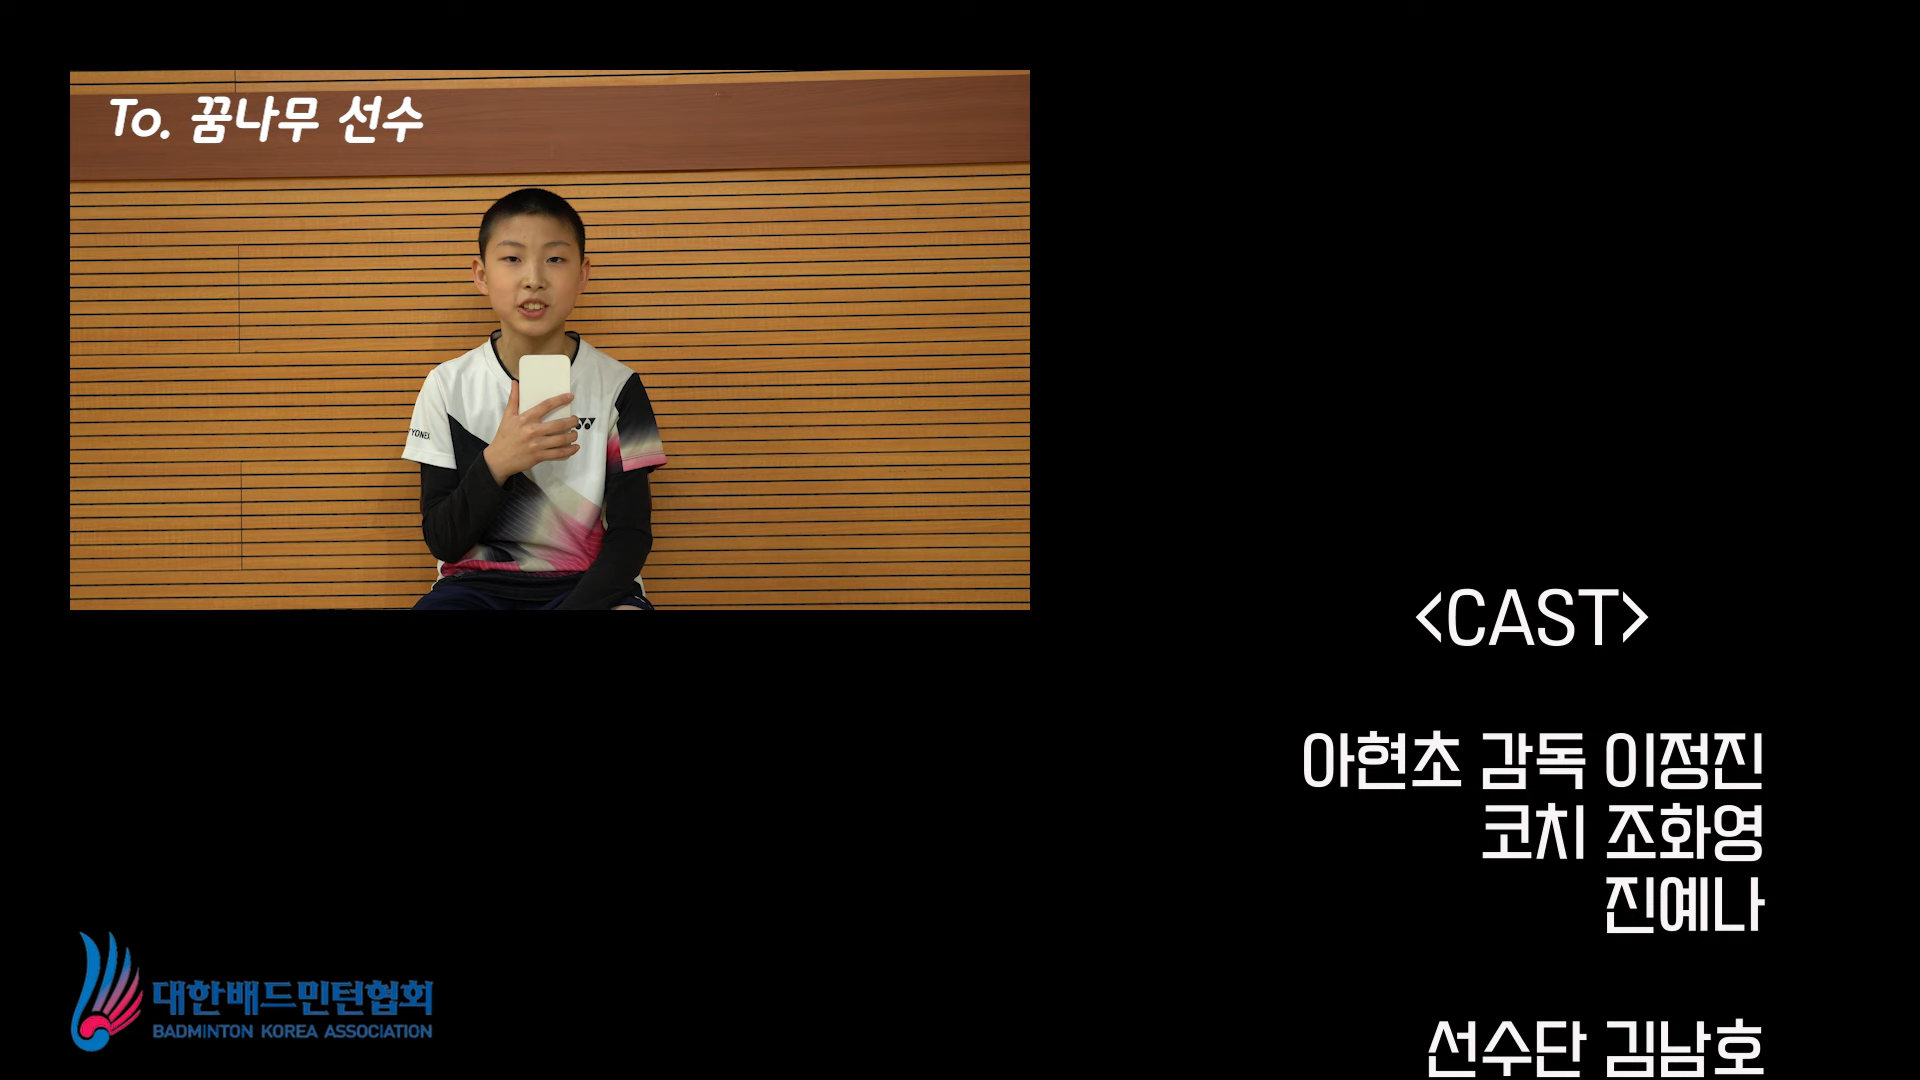 To. 꿈나무 선수
YONEX
<CAST>
아현초 감독 이정진
코치 조화영
진예나
선수단 김남호
대한배드민턴협회
BADMINTON KOREA ASSOCIATION